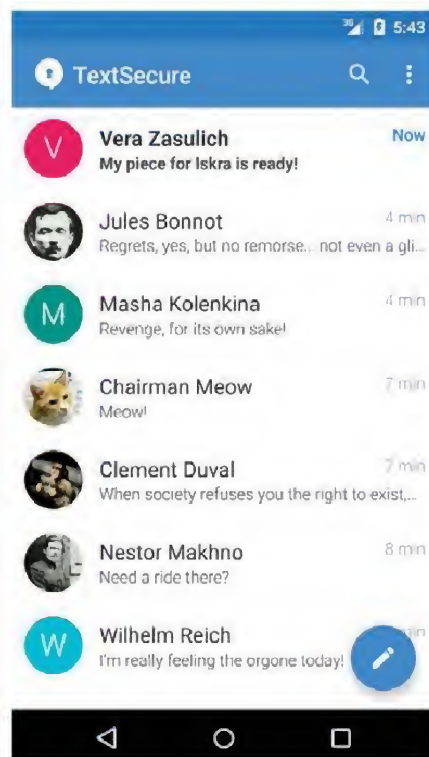 3G 5:43
TextSecure
V Vera Zasulich Now
My piece for Iskra is ready!
Jules Bonnot 4 min
Regrets, yes, but no remorse... not even a gli...
M Masha Kolenkina 4 min
Revenge, for its own sake!
Chairman Meow 7 min
Meow!
Clement Duval 7 min
When society refuses you the right to exist,...
Nestor Makhno 8 min
Need a ride there?
W Wilhelm Reich min
I'm really feeling the orgone today!